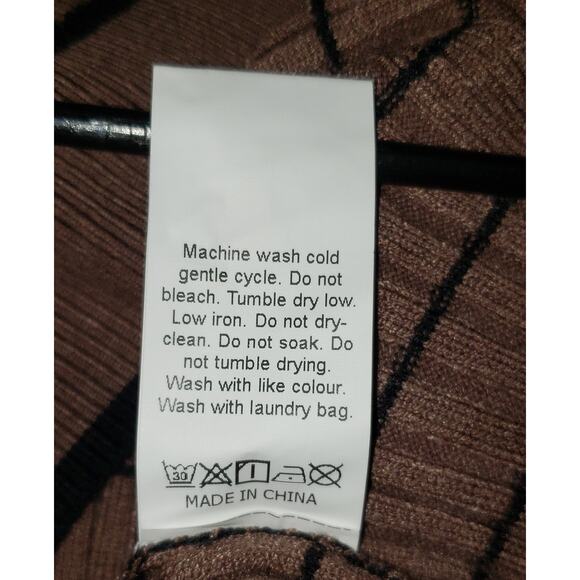 Machine wash cold
gentle cycle. Do not
bleach. Tumble dry low.
Low iron. Do not dry-
clean. Do not soak. Do
not tumble drying.
Wash with like colour.
Wash with laundry bag.
30
MADE IN CHINA